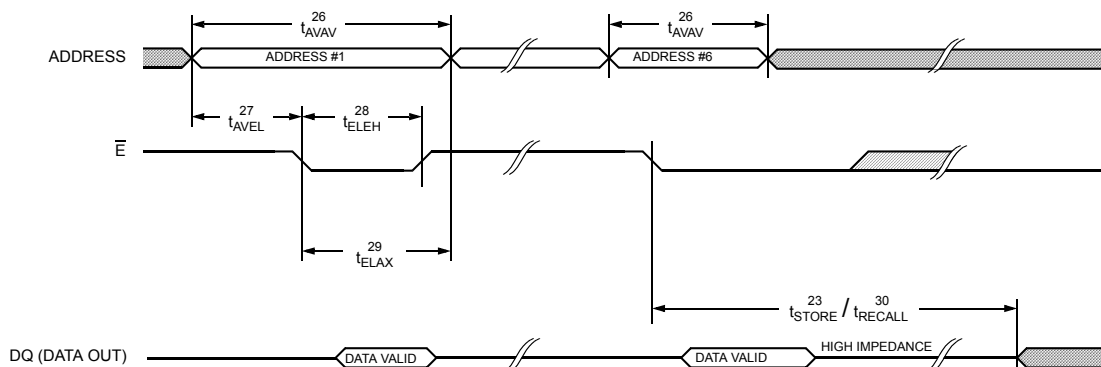 26
tAVAV
26
tAVAV
ADDRESS
ADDRESS #1
ADDRESS #6
27
tAVEL
28
tELEH
E
29
tELAX
23 30
tSTORE / tRECALL
DQ (DATA OUT)
DATA VALID
DATA VALID
HIGH IMPEDANCE